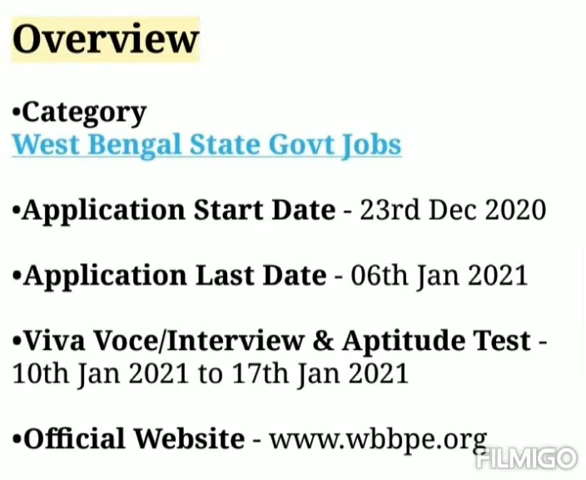 Overview
•Category
West Bengal State Govt Jobs
•Application Start Date - 23rd Dec 2020
•Application Last Date - 06th Jan 2021
•Viva Voce/Interview & Aptitude Test -
10th Jan 2021 to 17th Jan 2021
•Official Website - www.wbbpe.org
FILMIGO